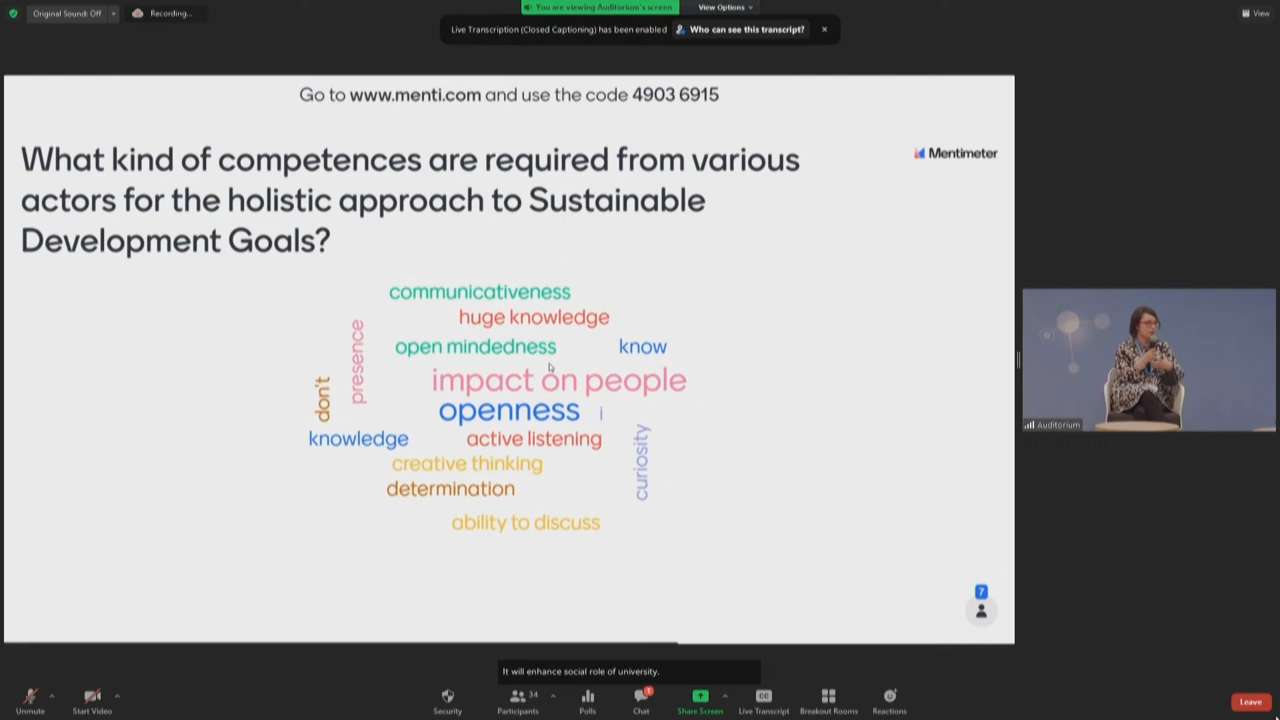 Original Sound: Off
Recording...
You are viewing Auditorium's screen
View Options
View
Live Transcription (Closed Captioning) has been enabled
Who can see this transcript?
Go to www.menti.com and use the code 4903 6915
Mentimeter
What kind of competences are required from various
actors for the holistic approach to Sustainable
Development Goals?
communicativeness
huge knowledge
presence
open mindedness
know
impact on people
don't
openness
i
knowledge
active listening
curiosity
creative thinking
determination
ability to discuss
Auditorium
7
It will enhance social role of university.
Unmute
Start Video
Security
34
Participants
Polls
1
Chat
Share Screen
CC
Live Transcript
Breakout Rooms
Reactions
Leave